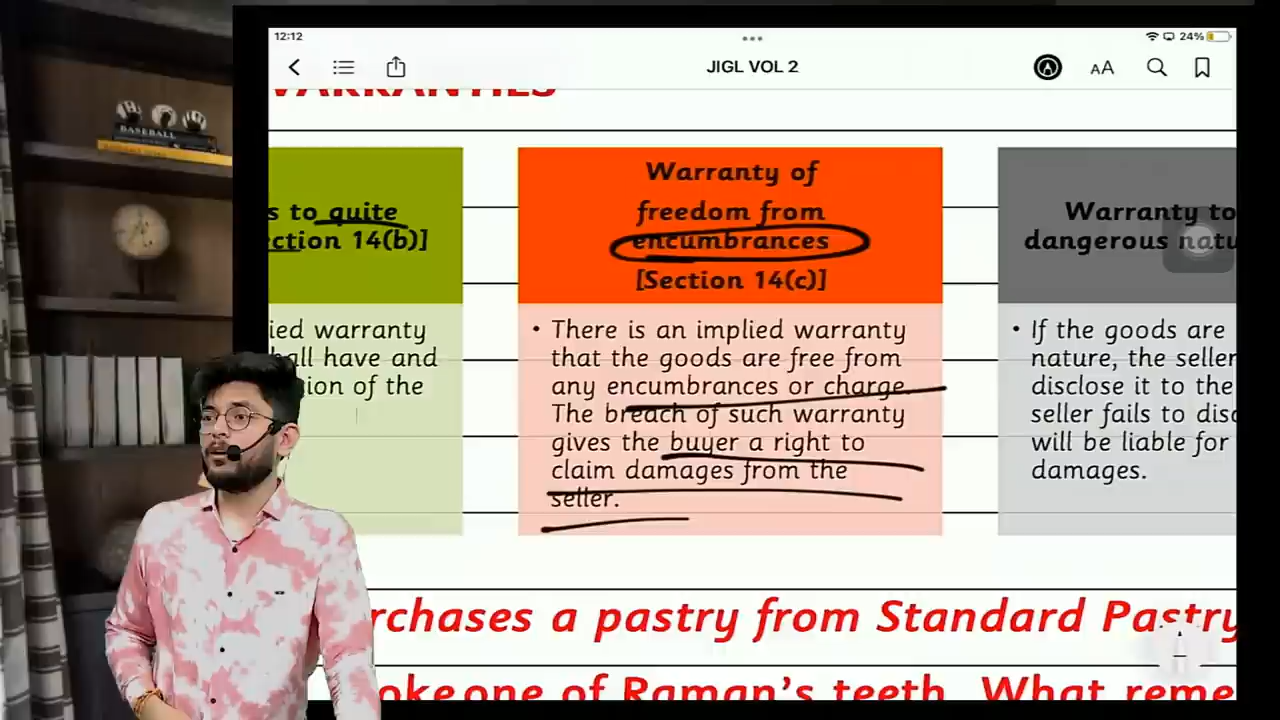 12:12
24%
JIGL VOL 2
AA
WARRANTIES
BASEBALL
s to quite
ection 14(b)]
ied warranty
hall have and
sion of the
Warranty of
freedom from
encumbrances
[Section 14(c)]
• There is an implied warranty
that the goods are free from
any encumbrances or charge.
The breach of such warranty
gives the buyer a right to
claim damages from the
seller.
Warranty to
dangerous natu
• If the goods are
nature, the seller
disclose it to the
seller fails to disc
will be liable for
damages.
rchases a pastry from Standard Pastry
oke one of Raman's teeth. What reme